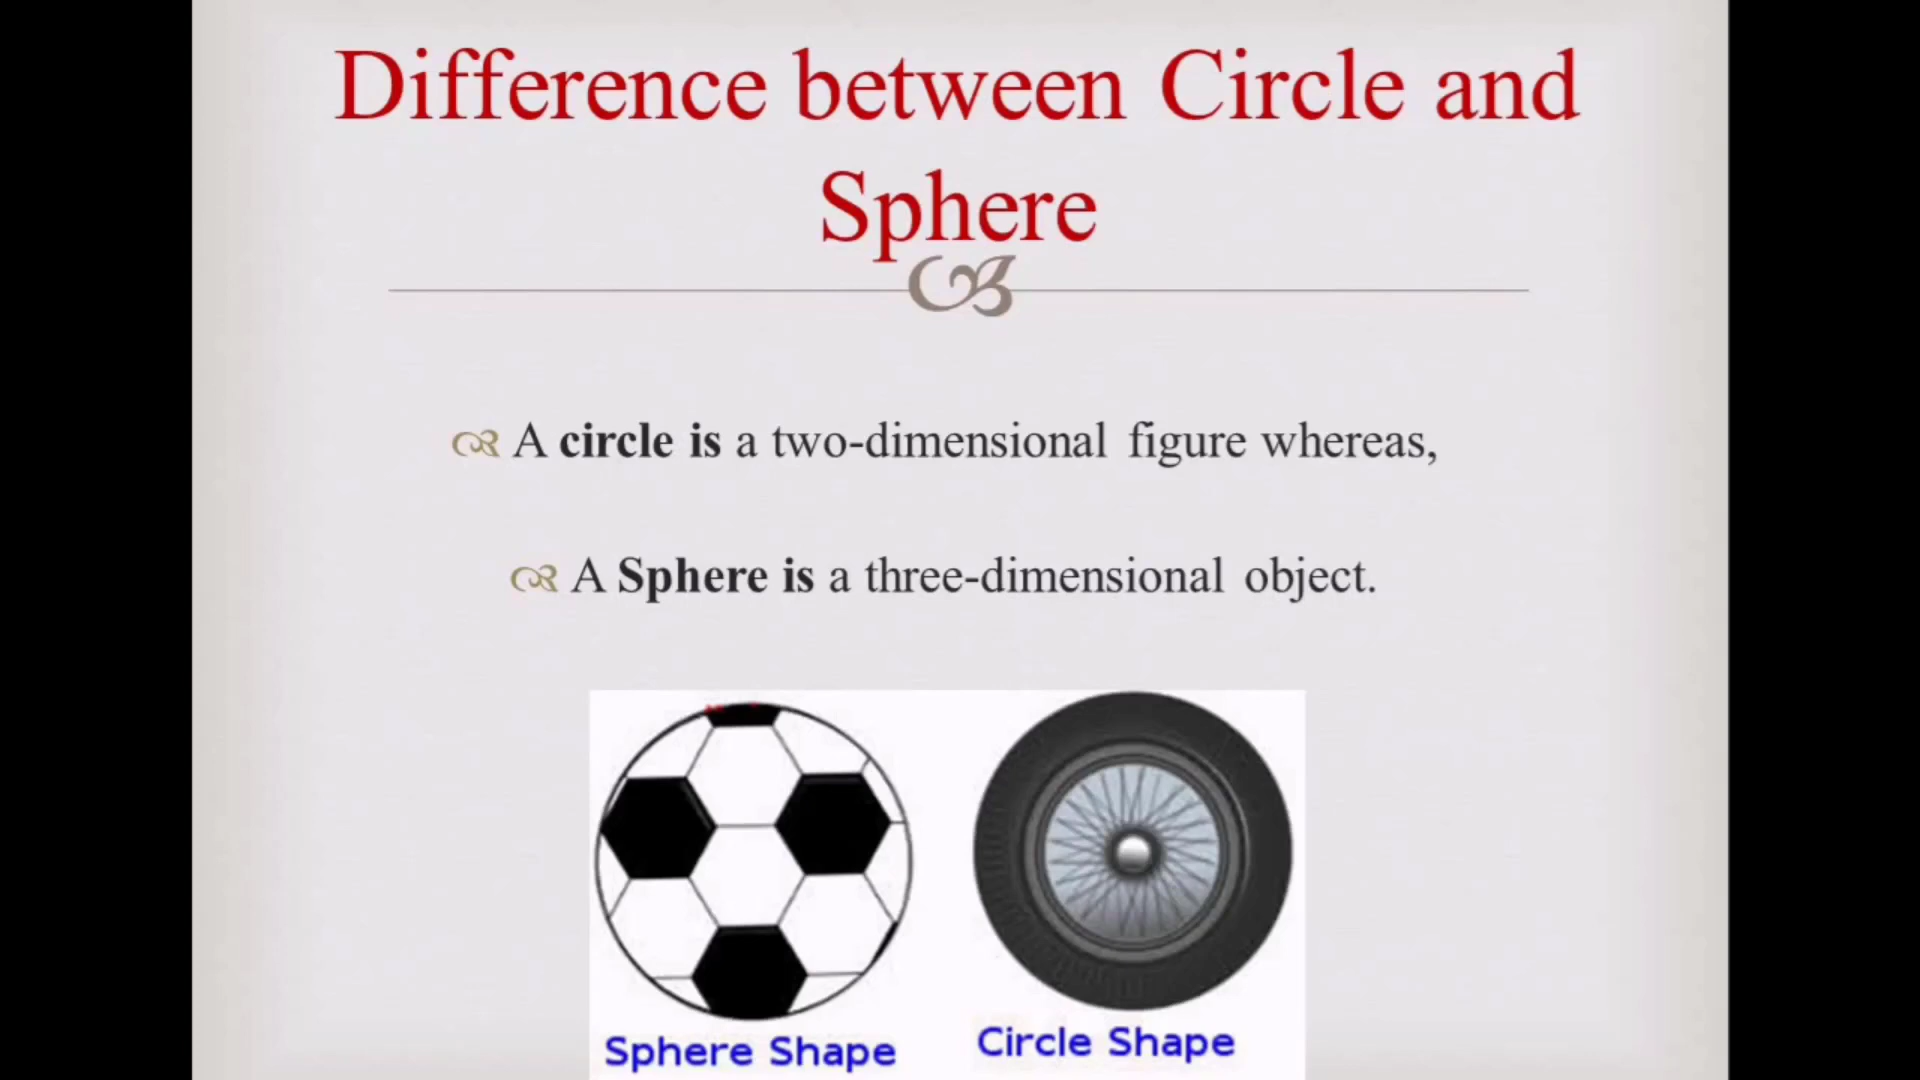 Difference between Circle and
Sphere
A circle is a two-dimensional figure whereas,
A Sphere is a three-dimensional object.
Sphere Shape
Circle Shape